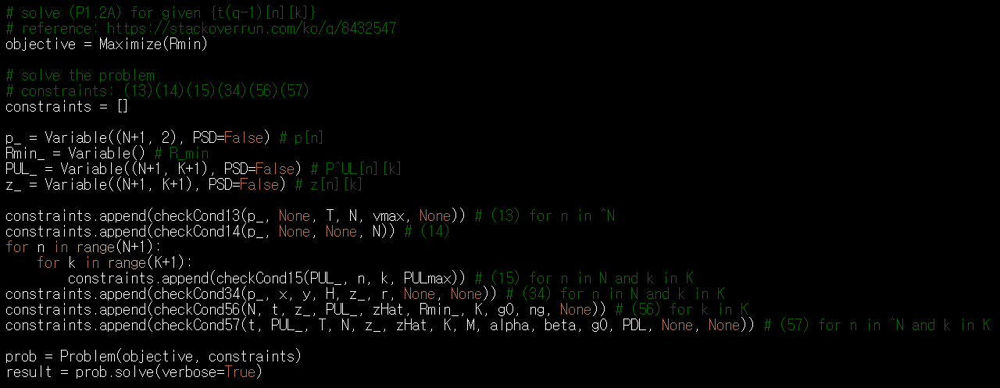 # solve (P1.2A) for given {t(q-1)[n][k]}
# reference: https://stackoverrun.com/ko/q/8432547
objective = Maximize(Rmin)
# solve the problem
# constraints: (13)(14)(15)(34)(56)(57)
constraints = []
p_ = Variable((N+1, 2), PSD=False) # p[n]
Rmin_ = Variable() # R_min
PUL_ = Variable((N+1, K+1), PSD=False) # P^UL[n][k]
z_ = Variable((N+1, K+1), PSD=False) # z[n][k]
constraints.append(checkCond13(p_, None, T, N, vmax, None)) # (13) for n in ^N
constraints.append(checkCond14(p_, None, None, N)) # (14)
for n in range(N+1):
    for k in range(K+1):
        constraints.append(checkCond15(PUL_, n, k, PULmax)) # (15) for n in N and k in K
constraints.append(checkCond34(p_, x, y, H, z_, r, None, None)) # (34) for n in N and k in K
constraints.append(checkCond56(N, t, z_, PUL_, zHat, Rmin_, K, g0, ng, None)) # (56) for k in K
constraints.append(checkCond57(t, PUL_, T, N, z_, zHat, K, M, alpha, beta, g0, PDL, None, None)) # (57) for n in ^N and k in K
prob = Problem(objective, constraints)
result = prob.solve(verbose=True)